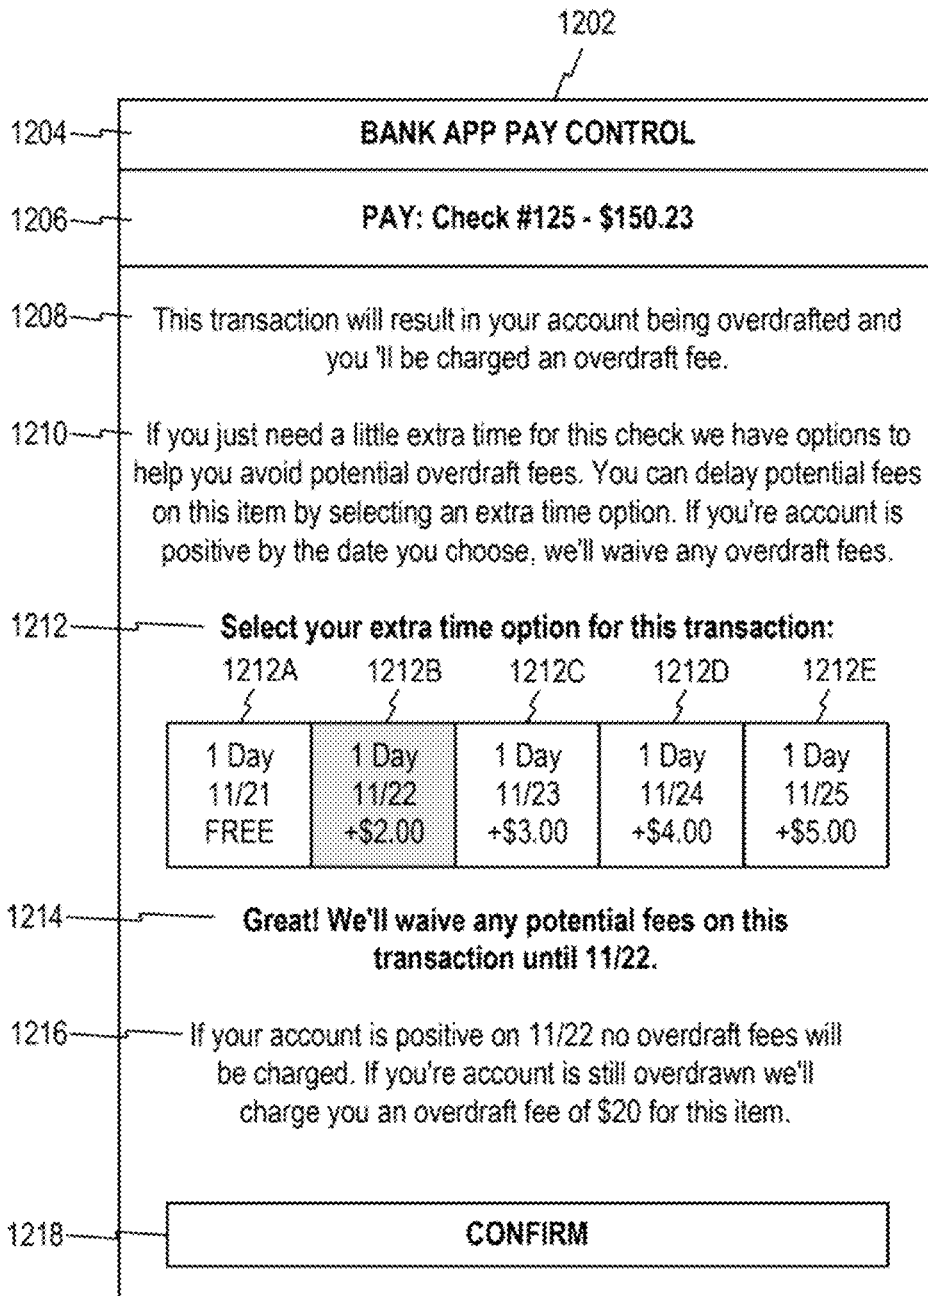 1202
1204
BANK APP PAY CONTROL
1206
PAY: Check #125 - $150.23
1208
This transaction will result in your account being overdrafted and
you 'll be charged an overdraft fee.
1210
If you just need a little extra time for this check we have options to
help you avoid potential overdraft fees. You can delay potential fees
on this item by selecting an extra time option. If you're account is
positive by the date you choose, we'll waive any overdraft fees.
1212
Select your extra time option for this transaction:
1212A 1212B 1212C 1212D 1212E
1 Day 1 Day 1 Day 1 Day 1 Day
11/21 11/22 11/23 11/24 11/25
FREE +$2.00 +$3.00 +$4.00 +$5.00
1214
Great! We'll waive any potential fees on this
transaction until 11/22.
1216
If your account is positive on 11/22 no overdraft fees will
be charged. If you're account is still overdrawn we'll
charge you an overdraft fee of $20 for this item.
1218
CONFIRM